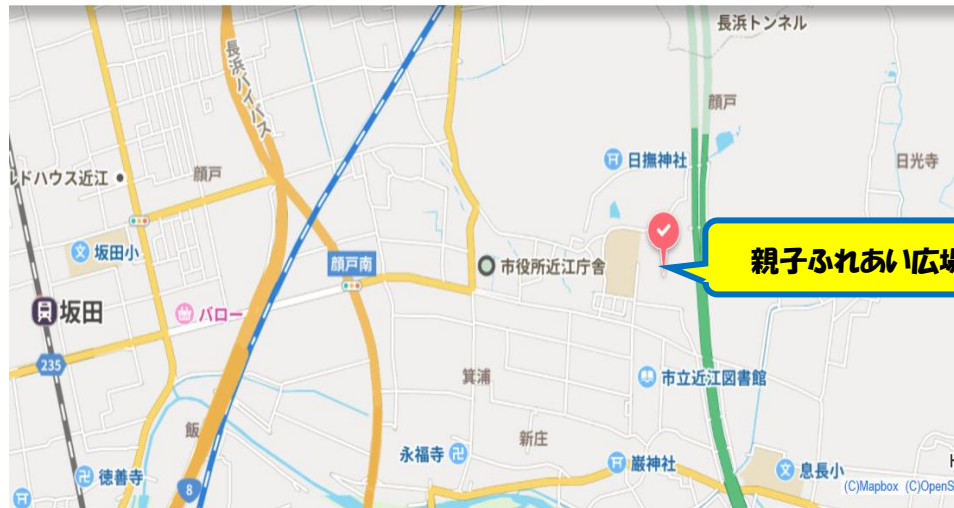 長浜トンネル
長浜バイパス
顔戸
日撫神社
日光寺
顔戸
ルドハウス近江
坂田小
親子ふれあい広場
顔戸南
市役所近江庁舎
坂田
バロー
235
箕浦
市立近江図書館
飯
新庄
永福寺
巌神社
息長小
徳善寺
8
H
(C)Mapbox (C)OpenS